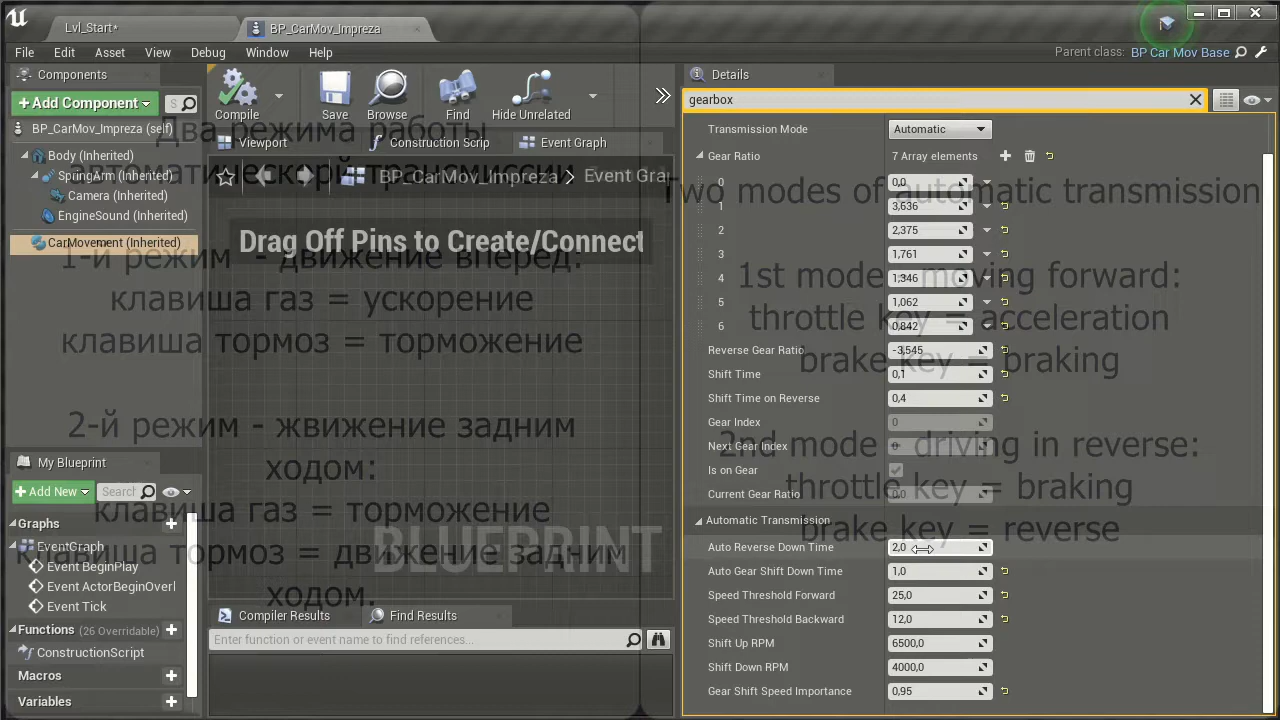 Lvl_Start*
BP_CarMov_Impreza
File Edit Asset View Debug Window Help
Parent class: BP Car Mov Base
Components
+ Add Component
BP_CarMov_Impreza (self)
Body (Inherited)
SpringArm (Inherited)
Camera (Inherited)
EngineSound (Inherited)
CarMovement (Inherited)
My Blueprint
+ Add New
Search
Graphs
EventGraph
Event BeginPlay
Event ActorBeginOverl
Event Tick
Functions (26 Overridable)
ConstructionScript
Macros
Variables
Compile
Save
Browse
Find
Hide Unrelated
Viewport
Construction Scrip
Event Graph
BP_CarMov_Impreza > Event Gra
Drag Off Pins to Create/Connect
BLUEPRINT
Compiler Results
Find Results
Enter function or event name to find references...
Details
gearbox
Transmission Mode Automatic
Gear Ratio 7 Array elements
0 0,0
1 3,636
2 2,375
3 1,761
4 1,346
5 1,062
6 0,842
Reverse Gear Ratio -3,545
Shift Time 0,1
Shift Time on Reverse 0,4
Gear Index 0
Next Gear Index 0
Is on Gear
Current Gear Ratio 0,0
Automatic Transmission
Auto Reverse Down Time 2,0
Auto Gear Shift Down Time 1,0
Speed Threshold Forward 25,0
Speed Threshold Backward 12,0
Shift Up RPM 6500,0
Shift Down RPM 4000,0
Gear Shift Speed Importance 0,95
Два режима работы
автоматической трансмиссии
1-й режим - движение вперед:
клавиша газ = ускорение
клавиша тормоз = торможение
2-й режим - жвижение задним
ходом:
клавиша газ = торможение
клавиша тормоз = движение задним
ходом.
Two modes of automatic transmission
1st mode moving forward:
throttle key = acceleration
brake key = braking
2nd mode driving in reverse:
throttle key = braking
brake key = reverse